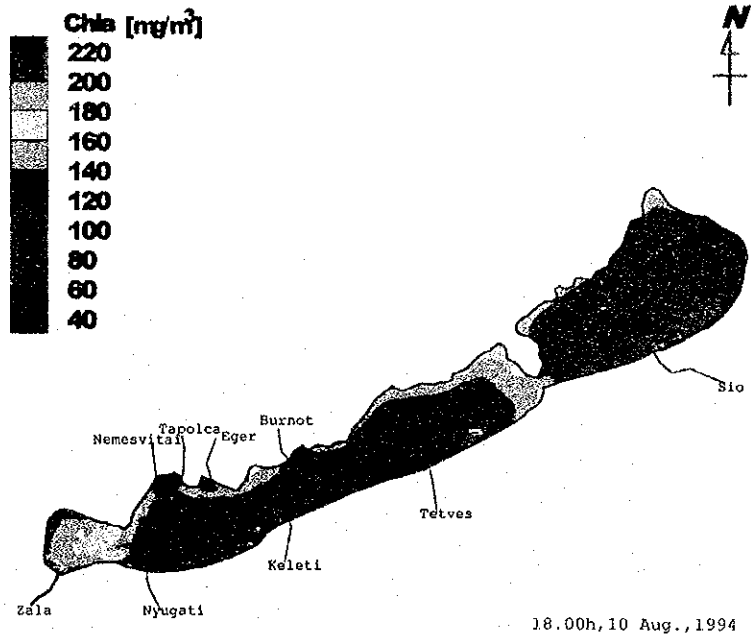 Chla [mg/m³]
220
200
180
160
140
120
100
80
60
40
N
Sio
Burnot
Tapolca
Eger
Nemesvitai
Tetves
Keleti
Zala
Nyugati
18.00h,10 Aug.,1994